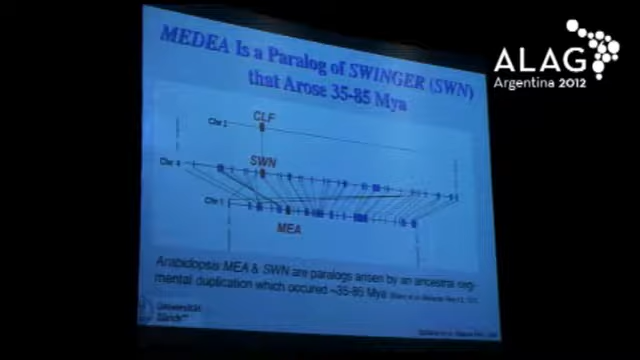 MEDEA Is a Paralog of SWINGER (SWN)
that Arose 35-85 Mya
ALAG
Argentina 2012
CLF
Chr 2
SWN
Chr 4
Chr 1
MEA
Arabidopsis MEA & SWN are paralogs arisen by an ancestral seg-
mental duplication which occured ~35-85 Mya
Universität
Zürich